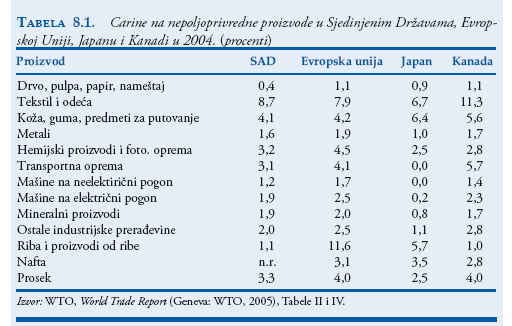 TABELA 8.1. Carine na nepoljoprivredne proizvode u Sjedinjenim Državama, Evrop-
skoj Uniji, Japanu i Kanadi u 2004. (procenti)
Proizvod SAD Evropska unija Japan Kanada
Drvo, pulpa, papir, nameštaj 0,4 1,1 0,9 1,1
Tekstil i odeća 8,7 7,9 6,7 11,3
Koža, guma, predmeti za putovanje 4,1 4,2 6,4 5,6
Metali 1,6 1,9 1,0 1,7
Hemijski proizvodi i foto. oprema 3,2 4,5 2,5 2,8
Transportna oprema 3,1 4,1 0,0 5,7
Mašine na neelektirični pogon 1,2 1,7 0,0 1,4
Mašine na električni pogon 1,9 2,5 0,2 2,3
Mineralni proizvodi 1,9 2,0 0,8 1,7
Ostale industrijske prerađevine 2,0 2,5 1,1 2,8
Riba i proizvodi od ribe 1,1 11,6 5,7 1,0
Nafta n.r. 3,1 3,5 2,8
Prosek 3,3 4,0 2,5 4,0
Izvor: WTO, World Trade Report (Geneva: WTO, 2005), Tabele II i IV.